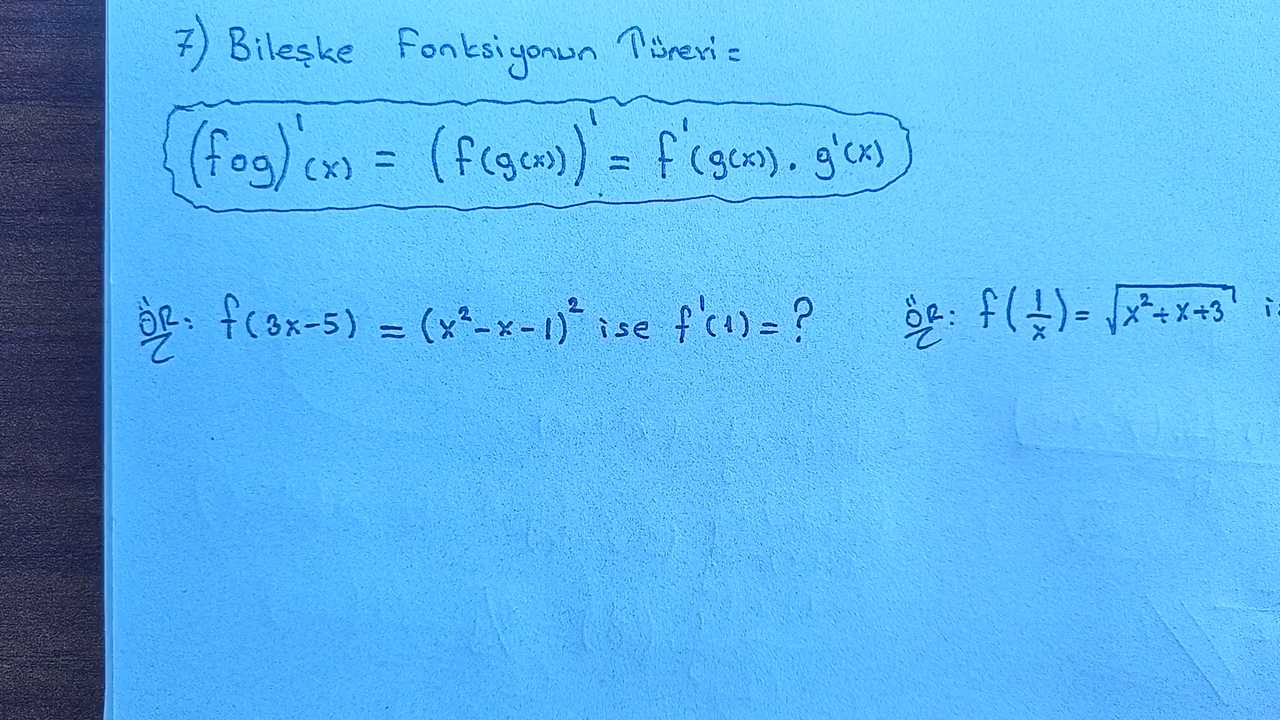 7) Bileşke Fonksiyonun Türevi=
(fog)'(x) = (f(g(x)))' = f'(g(x)). g'(x)
ÖR: f(3x-5) = (x²-x-1)² ise f'(1)=?
ÖR: f(1/x)= √(x²+x+3)